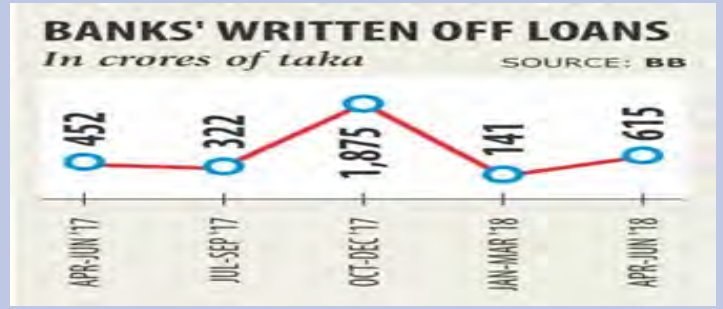 BANKS' WRITTEN OFF LOANS
In crores of taka SOURCE: BB
452
322
1,875
141
615
APR-JUN '17
JUL-SEP '17
OCT-DEC '17
JAN-MAR '18
APR-JUN '18